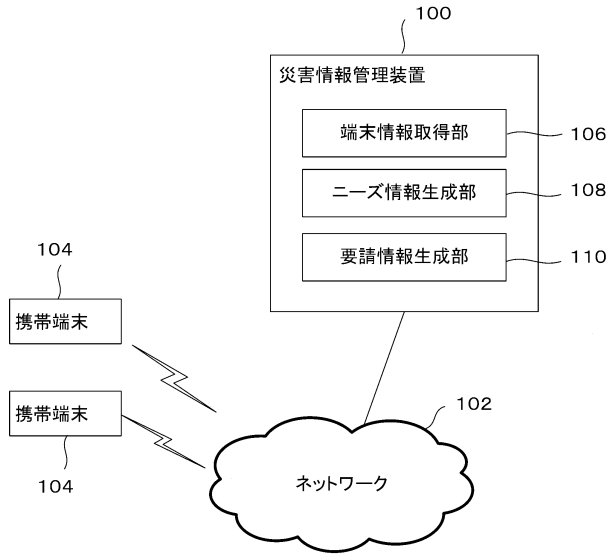 100
災害情報管理装置
端末情報取得部
106
ニーズ情報生成部
108
要請情報生成部
110
104
携帯端末
携帯端末
104
102
ネットワーク